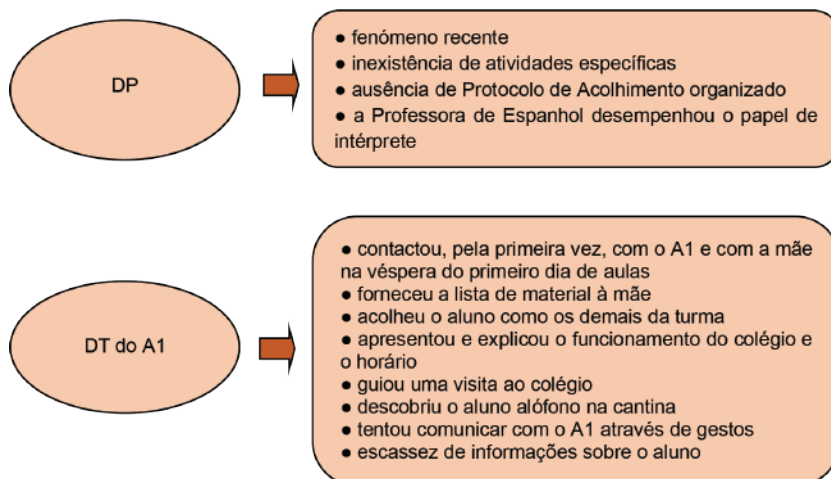 DP
● fenómeno recente
● inexistência de atividades específicas
● ausência de Protocolo de Acolhimento organizado
● a Professora de Espanhol desempenhou o papel de
intérprete
DT do A1
● contactou, pela primeira vez, com o A1 e com a mãe
na véspera do primeiro dia de aulas
● forneceu a lista de material à mãe
● acolheu o aluno como os demais da turma
● apresentou e explicou o funcionamento do colégio e
o horário
● guiou uma visita ao colégio
● descobriu o aluno alófono na cantina
● tentou comunicar com o A1 através de gestos
● escassez de informações sobre o aluno